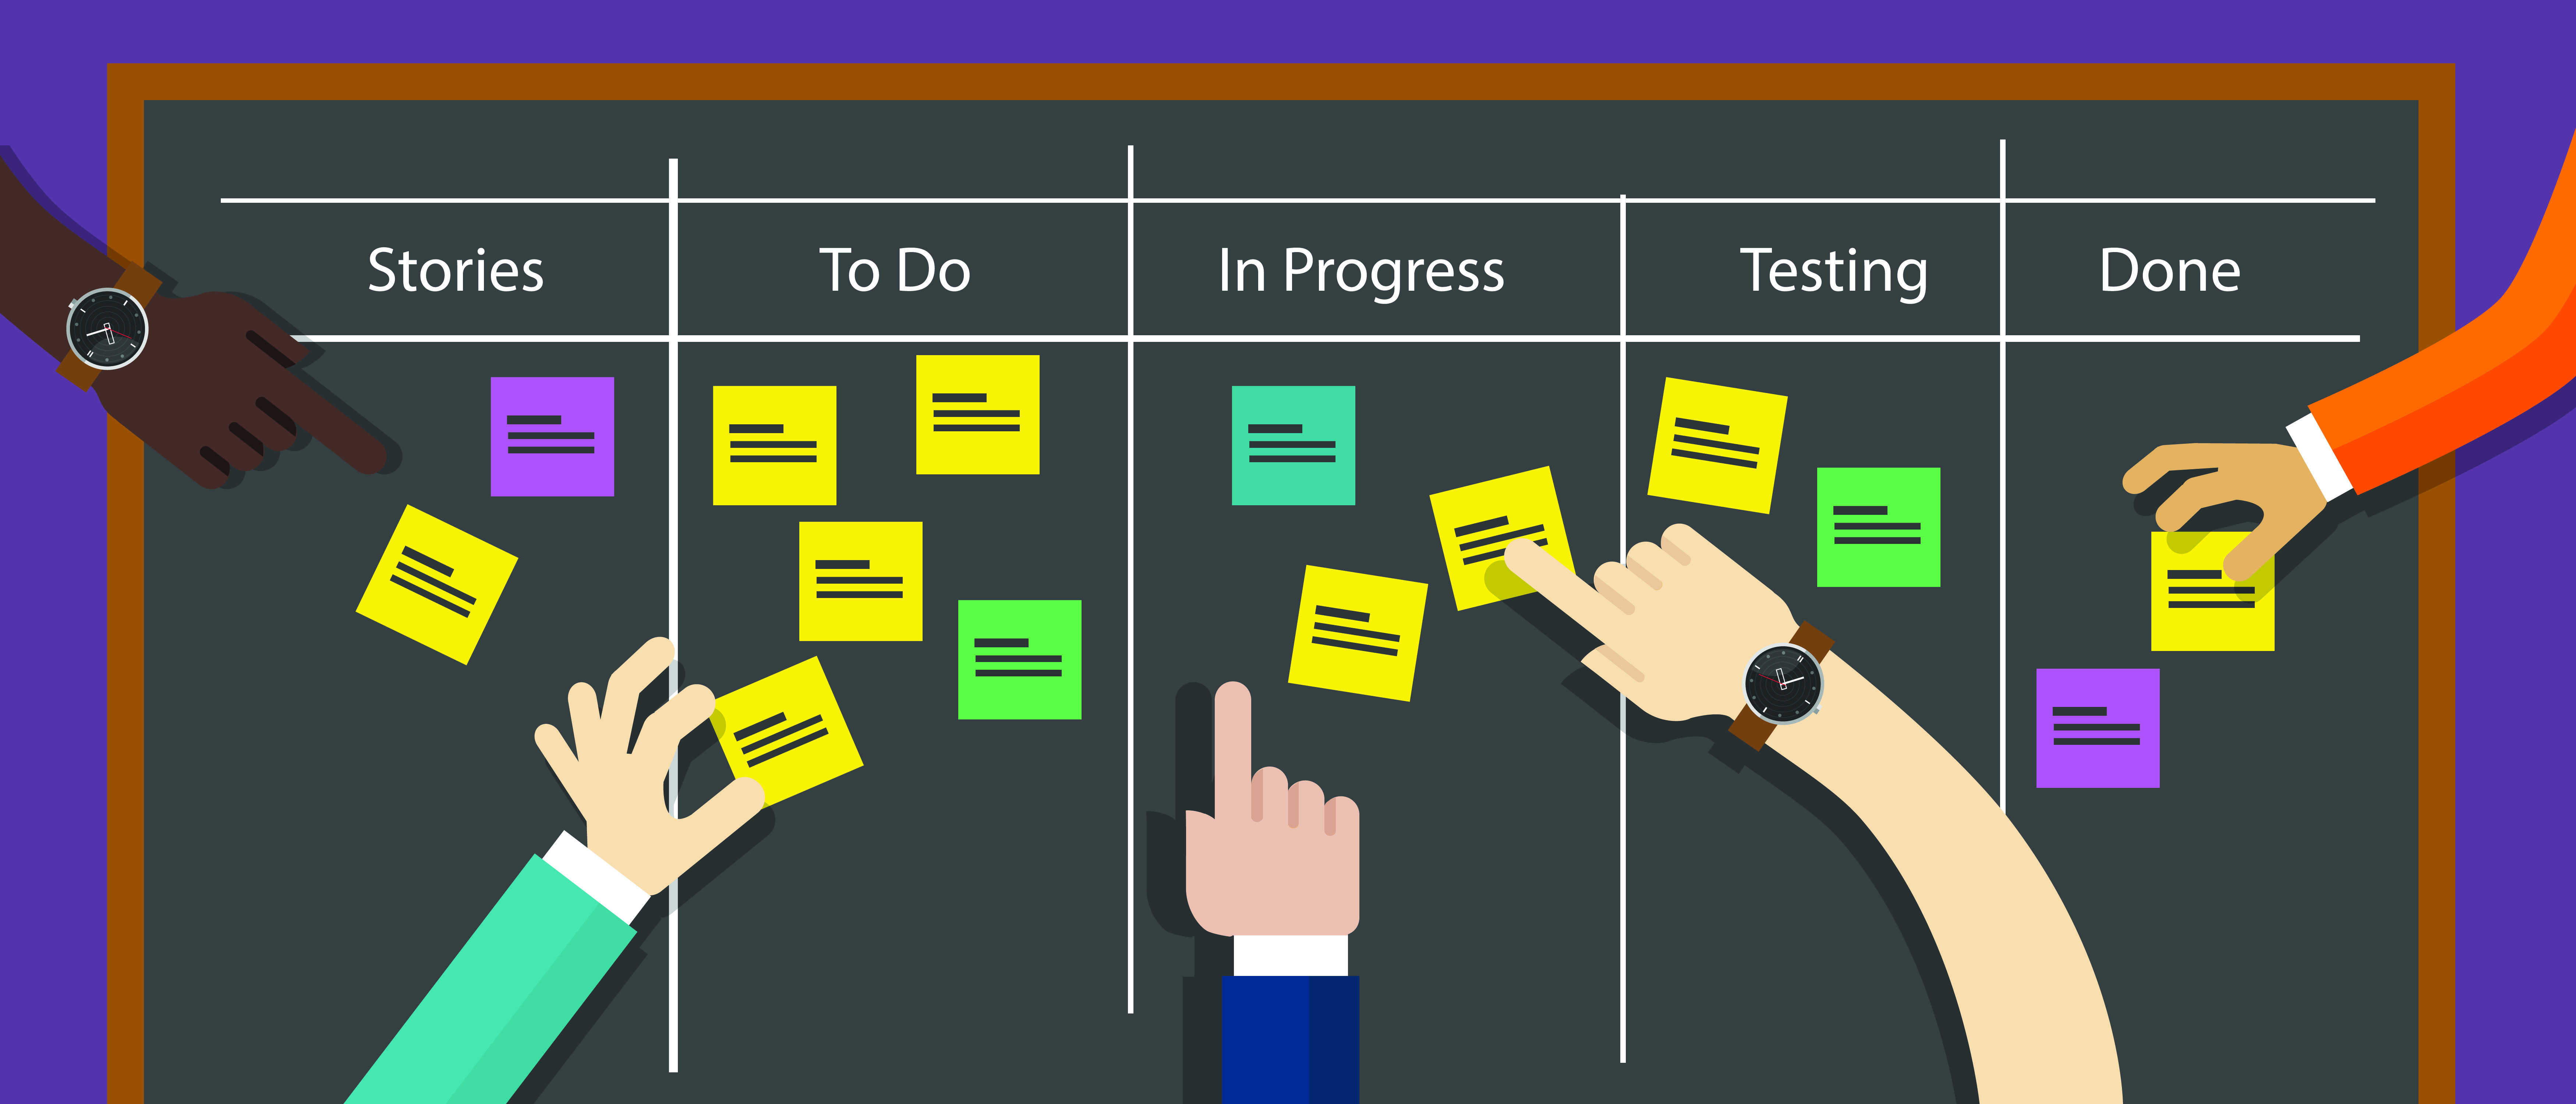 Stories
To Do
In Progress
Testing
Done